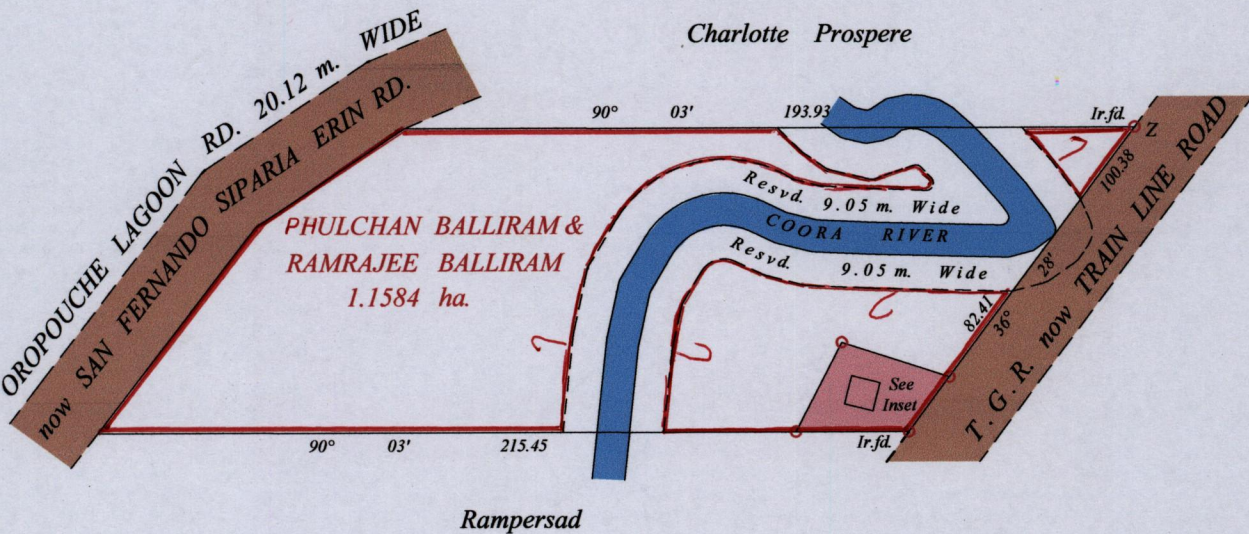 Charlotte Prospere
OROPOUCHE LAGOON RD. 20.12 m. WIDE
now SAN FERNANDO SIPARIA ERIN RD.
90° 03' 193.93
Ir.fd.
Z
100.38
PHULCHAN BALLIRAM &
RAMRAJEE BALLIRAM
1.1584 ha.
Resvd. 9.05 m. Wide
COORA RIVER
Resvd. 9.05 m. Wide
28'
36°
82.41
T.G.R. now TRAIN LINE ROAD
See
Inset
Ir.fd.
90° 03' 215.45
Rampersad